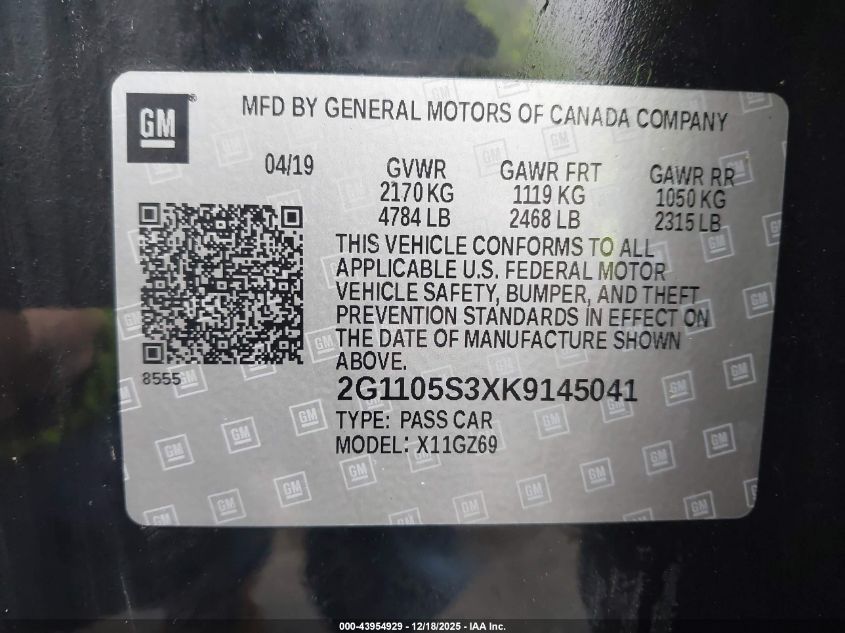 GM
MFD BY GENERAL MOTORS OF CANADA COMPANY
04/19 GVWR GAWR FRT GAWR RR
2170 KG 1119 KG 1050 KG
4784 LB 2468 LB 2315 LB
THIS VEHICLE CONFORMS TO ALL
APPLICABLE U.S. FEDERAL MOTOR
VEHICLE SAFETY, BUMPER, AND THEFT
PREVENTION STANDARDS IN EFFECT ON
THE DATE OF MANUFACTURE SHOWN
ABOVE.
8555
2G1105S3XK9145041
TYPE: PASS CAR
MODEL: X11GZ69
000-43954929 - 12/18/2025 - IAA Inc.